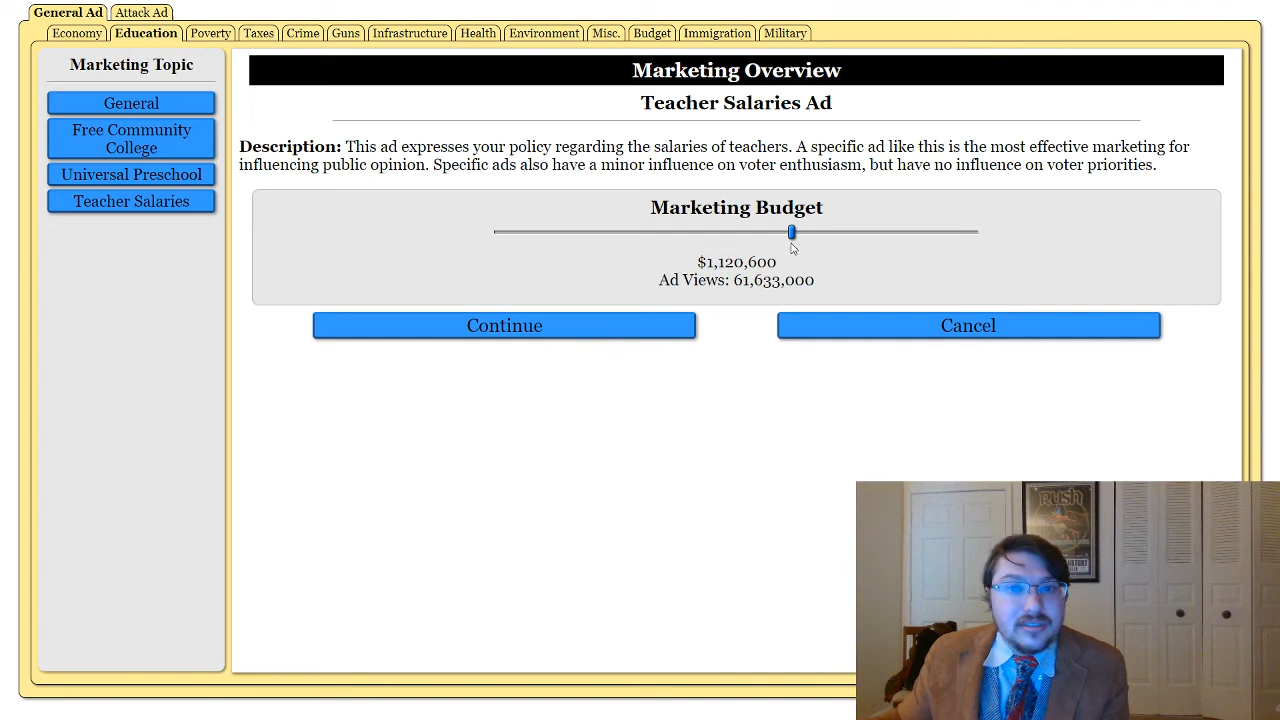 General Ad
Attack Ad
Economy
Education
Poverty
Taxes
Crime
Guns
Infrastructure
Health
Environment
Misc.
Budget
Immigration
Military
Marketing Topic
General
Free Community
College
Universal Preschool
Teacher Salaries
Marketing Overview
Teacher Salaries Ad
Description: This ad expresses your policy regarding the salaries of teachers. A specific ad like this is the most effective marketing for
influencing public opinion. Specific ads also have a minor influence on voter enthusiasm, but have no influence on voter priorities.
Marketing Budget
$1,120,600
Ad Views: 61,633,000
Continue
Cancel
RUSH